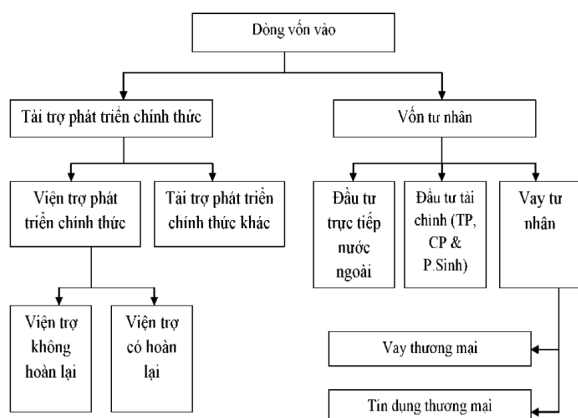 Dòng vốn vào
Tài trợ phát triển chính thức
Vốn tư nhân
Viện trợ phát
triển chính thức
Tài trợ phát triển
chính thức khác
Đầu tư
trực tiếp
nước
ngoài
Đầu tư tài
chính (TP,
CP &
P.Sinh)
Vay tư
nhân
Viện trợ
không
hoàn lại
Viện trợ
có hoàn
lại
Vay thương mại
Tín dụng thương mại